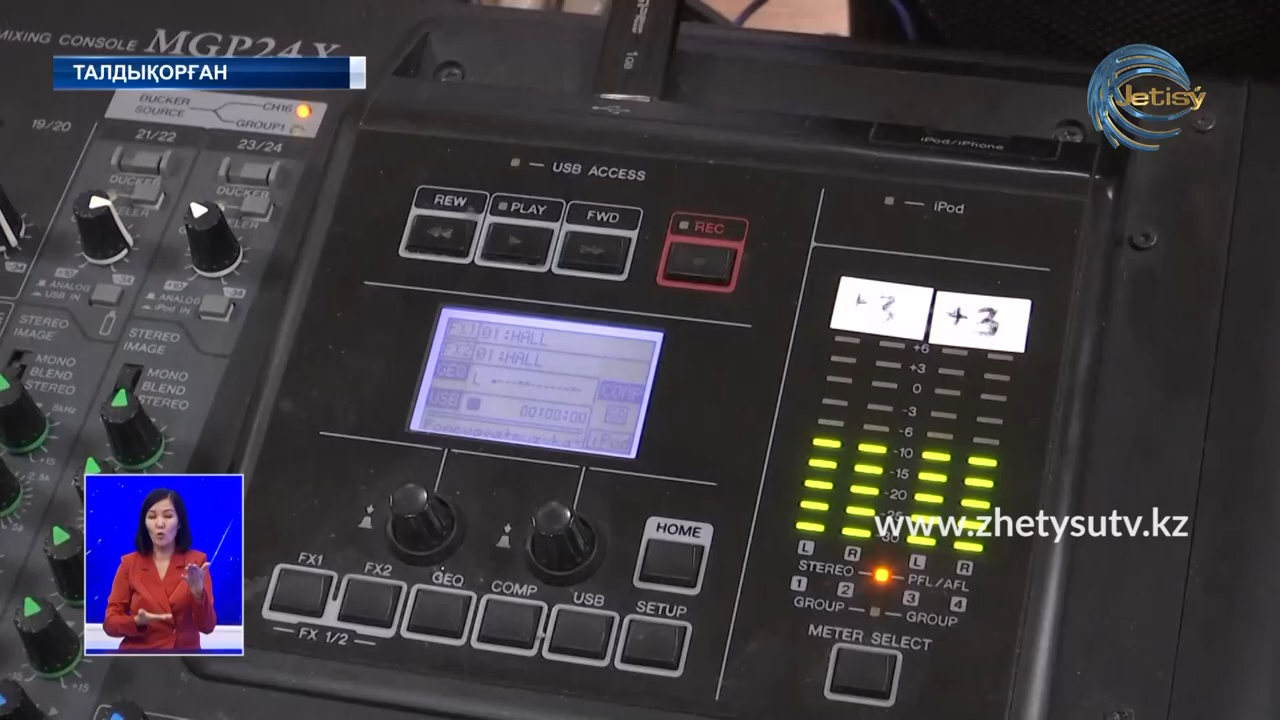 MIXING CONSOLE MGP24X
ТАЛДЫҚОРҒАН
Jetisý
1GB
DUCKER SOURCE
CH16
GROUP1
19/20
21/22
23/24
DUCKER
DUCKER
iPod/iPhone
USB ACCESS
iPod
REW
PLAY
FWD
REC
ANALOG
USB IN
ANALOG
iPod IN
STEREO
IMAGE
STEREO
IMAGE
MONO
BLEND
STEREO
MONO
BLEND
STEREO
FX1 01:HALL
FX2 01:HALL
GEQ L
COMP
USB 00:00:00
iPod
+3
+6
+3
0
-3
-6
-10
-15
-20
-25
www.zhetysutv.kz
L R L R
STEREO PFL/AFL
1 2 3 4
GROUP GROUP
METER SELECT
HOME
FX1
FX2
GEQ
COMP
USB
SETUP
FX 1/2